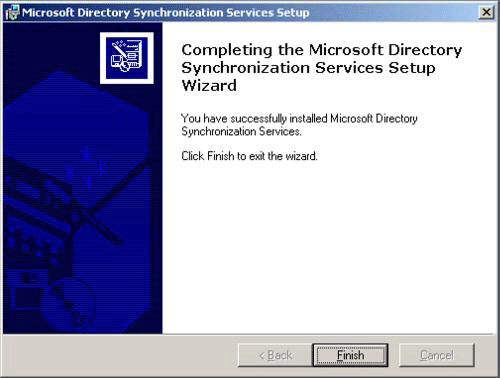 Microsoft Directory Synchronization Services Setup
Completing the Microsoft Directory
Synchronization Services Setup
Wizard
You have successfully installed Microsoft Directory
Synchronization Services.
Click Finish to exit the wizard.
< Back
Finish
Cancel